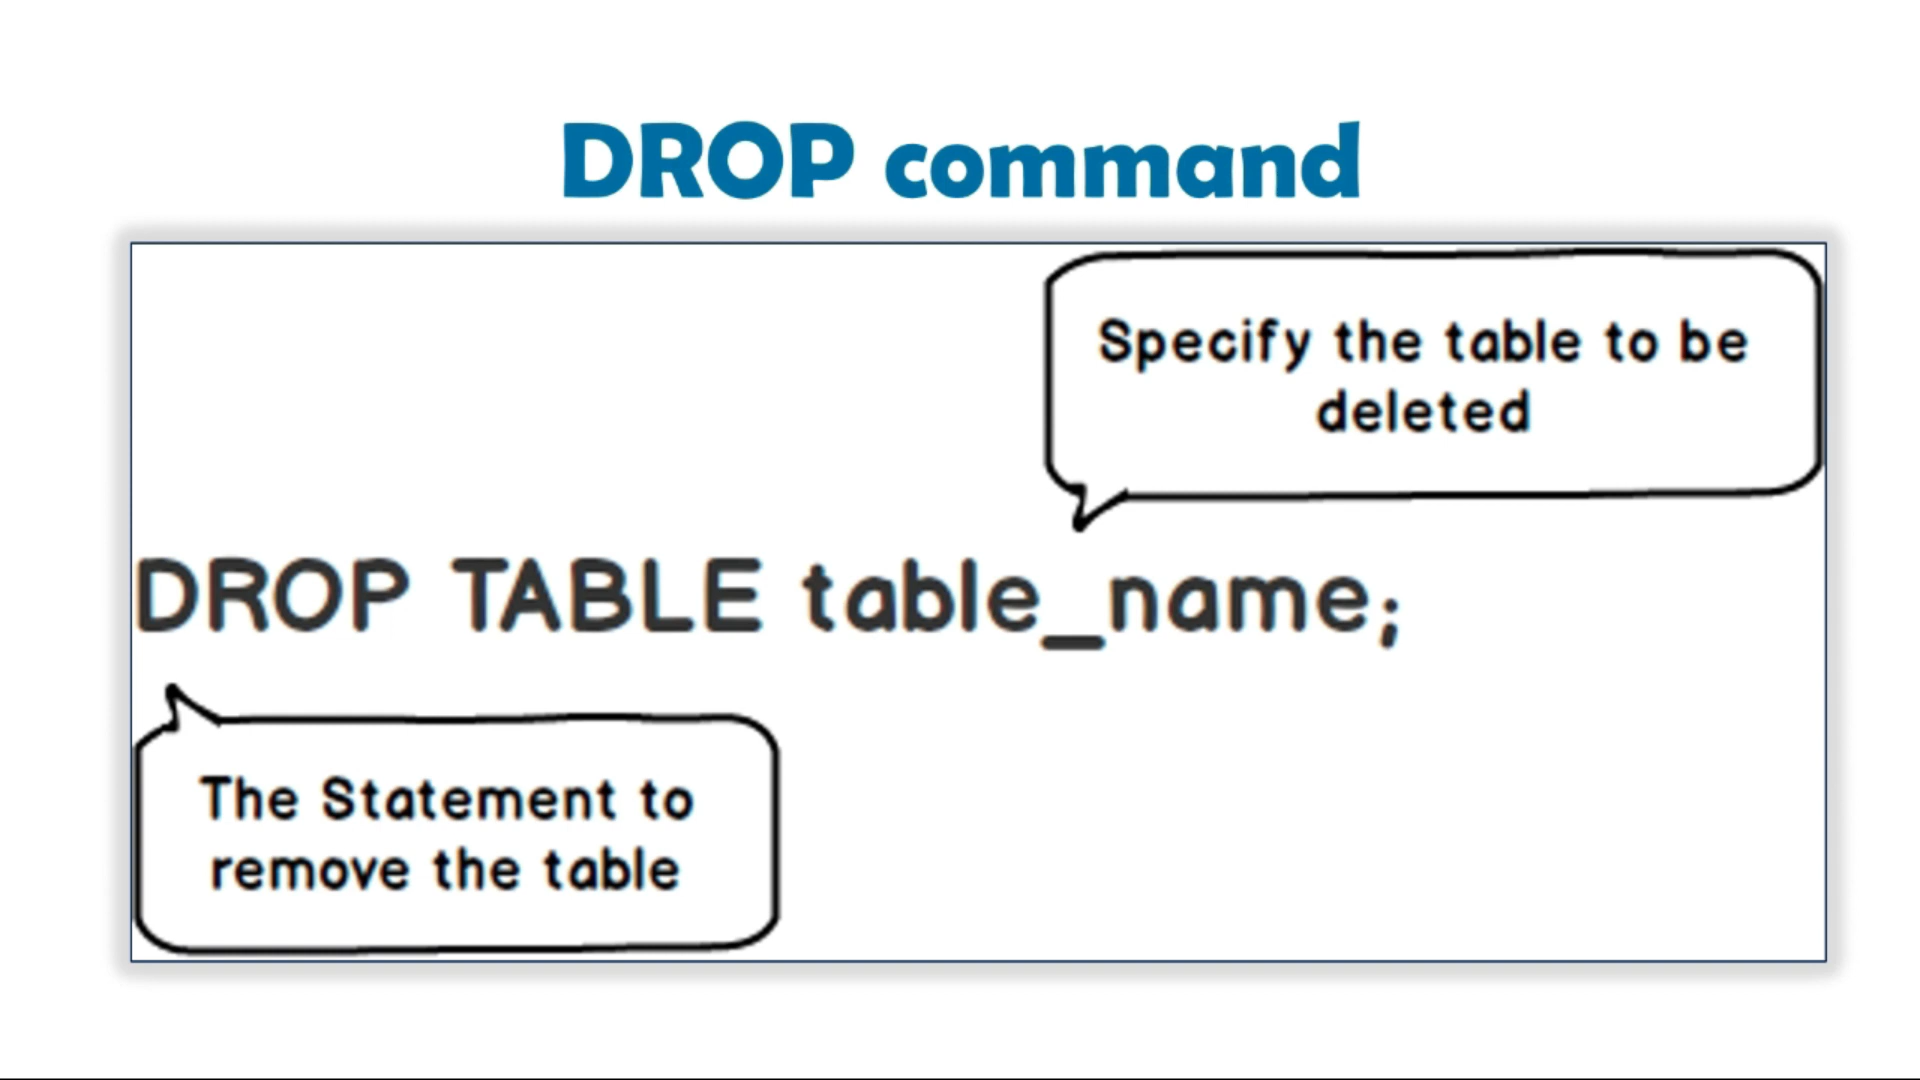 DROP command
Specify the table to be
deleted
DROP TABLE table_name;
The Statement to
remove the table